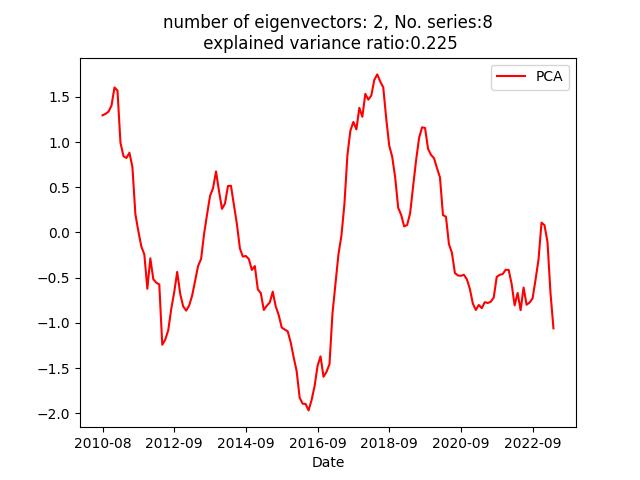 number of eigenvectors: 2, No. series:8
explained variance ratio:0.225
PCA
1.5
1.0
0.5
0.0
−0.5
−1.0
−1.5
−2.0
2010-08 2012-09 2014-09 2016-09 2018-09 2020-09 2022-09
Date